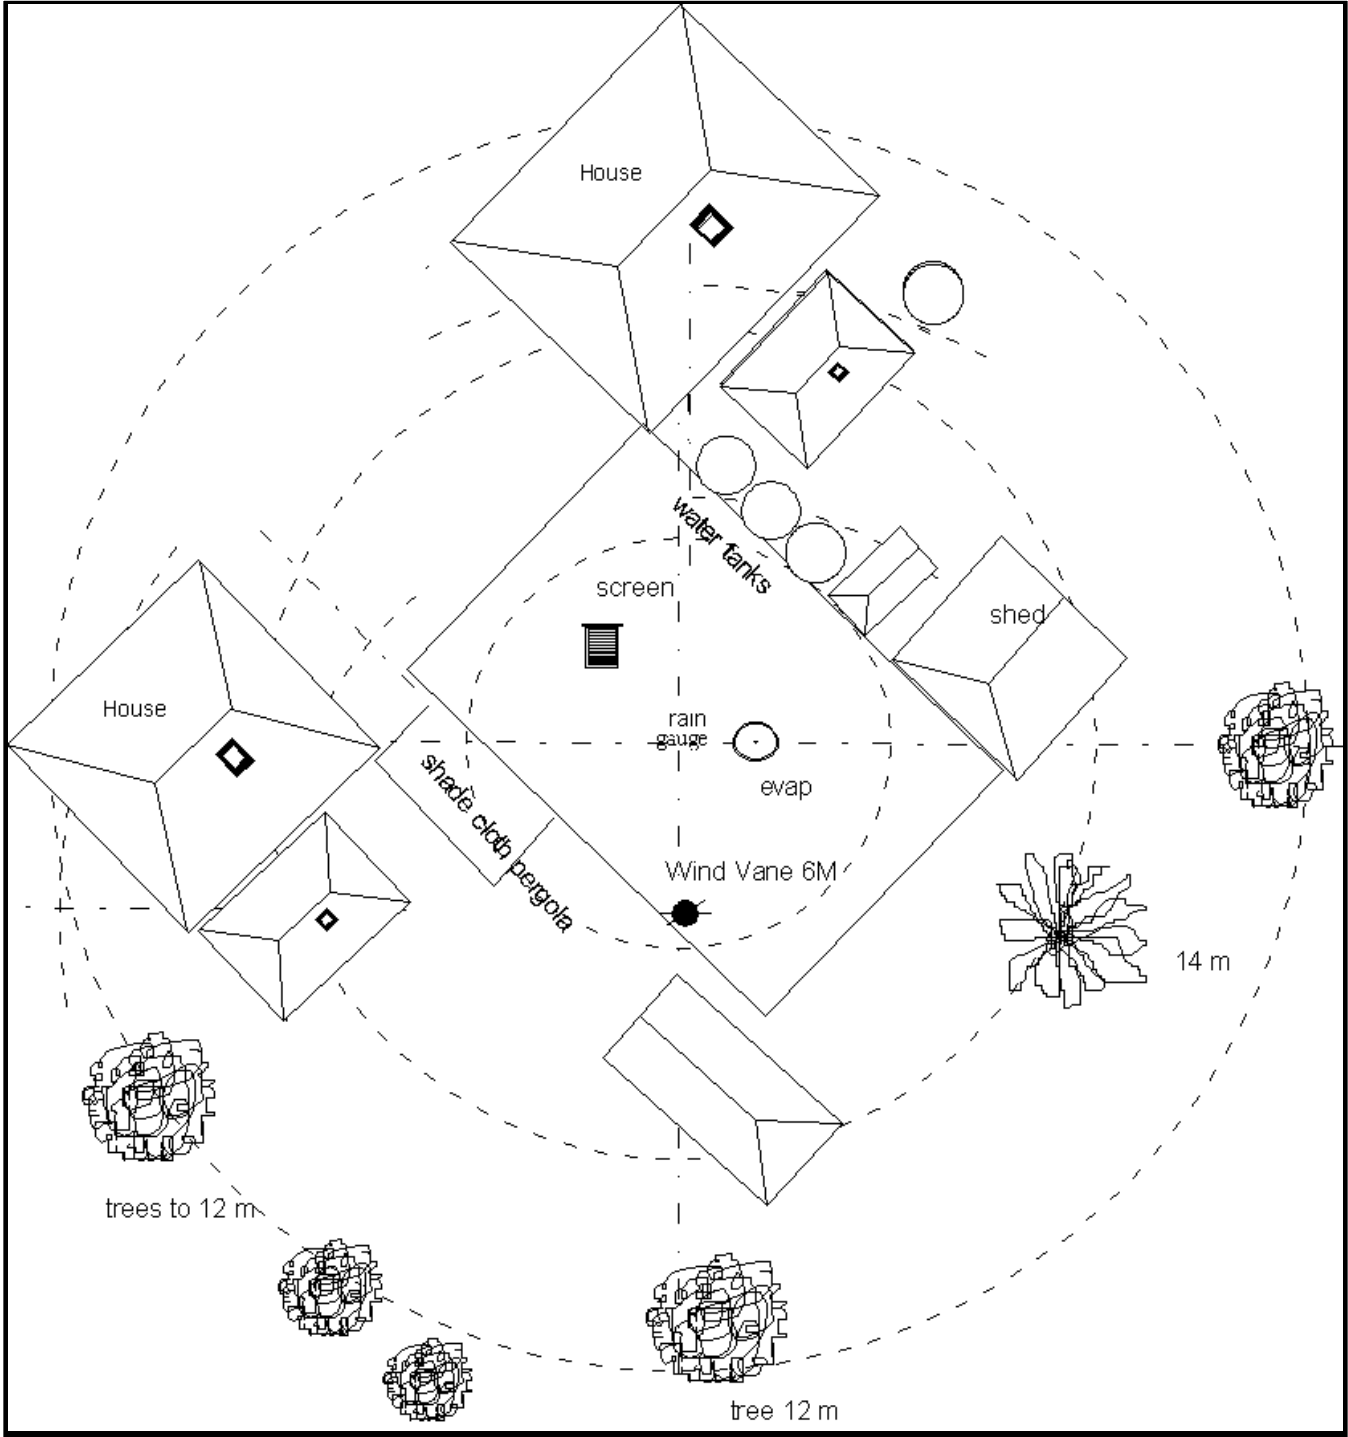 House
water tanks
screen
shed
House
rain
gauge
shade cloth pergola
evap
Wind Vane 6M
14 m
trees to 12 m
tree 12 m